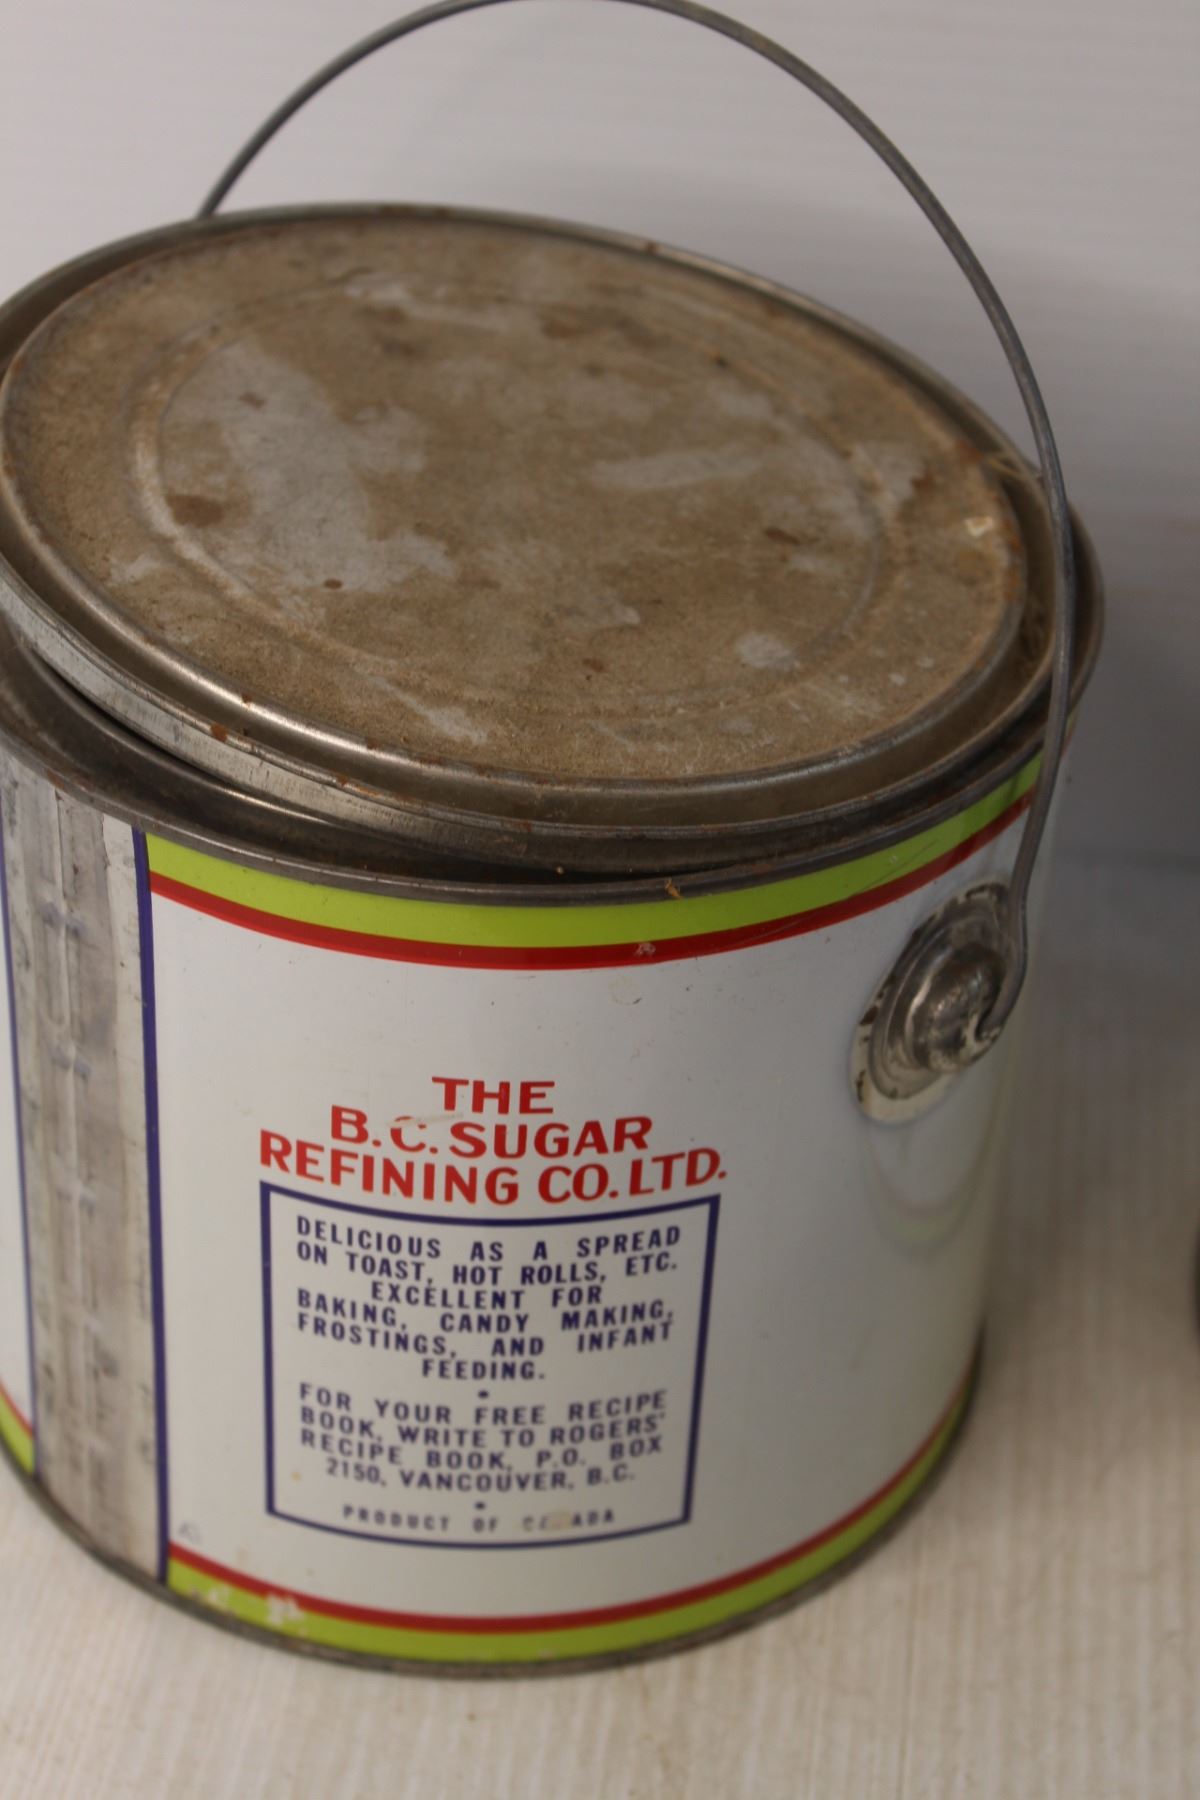 THE
B.C. SUGAR
REFINING CO. LTD.
DELICIOUS AS A SPREAD
ON TOAST, HOT ROLLS, ETC.
EXCELLENT FOR
BAKING, CANDY MAKING,
FROSTINGS, AND INFANT
FEEDING.
•
FOR YOUR FREE RECIPE
BOOK, WRITE TO ROGERS'
RECIPE BOOK, P.O. BOX
2150, VANCOUVER, B.C.
•
PRODUCT OF CANADA